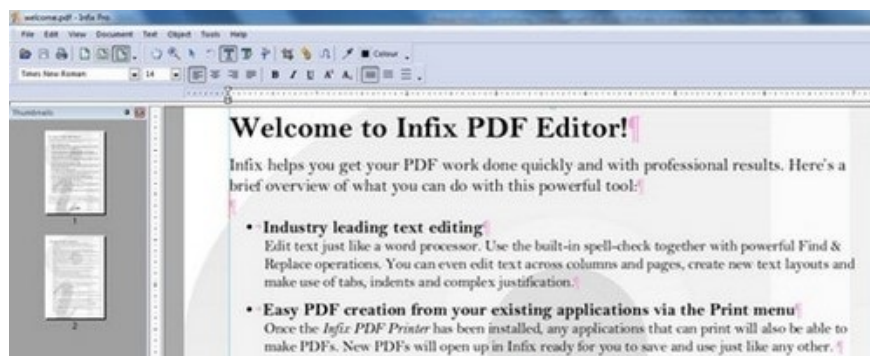 welcome.pdf - Infix Pro
File Edit View Document Text Object Tools Help
Colour
Times New Roman 14 B I U A A
Thumbnails
Welcome to Infix PDF Editor!¶
Infix helps you get your PDF work done quickly and with professional results. Here's a
brief overview of what you can do with this powerful tool:¶
¶
• Industry leading text editing¶
Edit text just like a word processor. Use the built-in spell-check together with powerful Find &
Replace operations. You can even edit text across columns and pages, create new text layouts and
make use of tabs, indents and complex justification.¶
1
• Easy PDF creation from your existing applications via the Print menu¶
Once the Infix PDF Printer has been installed, any applications that can print will also be able to
make PDFs. New PDFs will open up in Infix ready for you to save and use just like any other. ¶
2